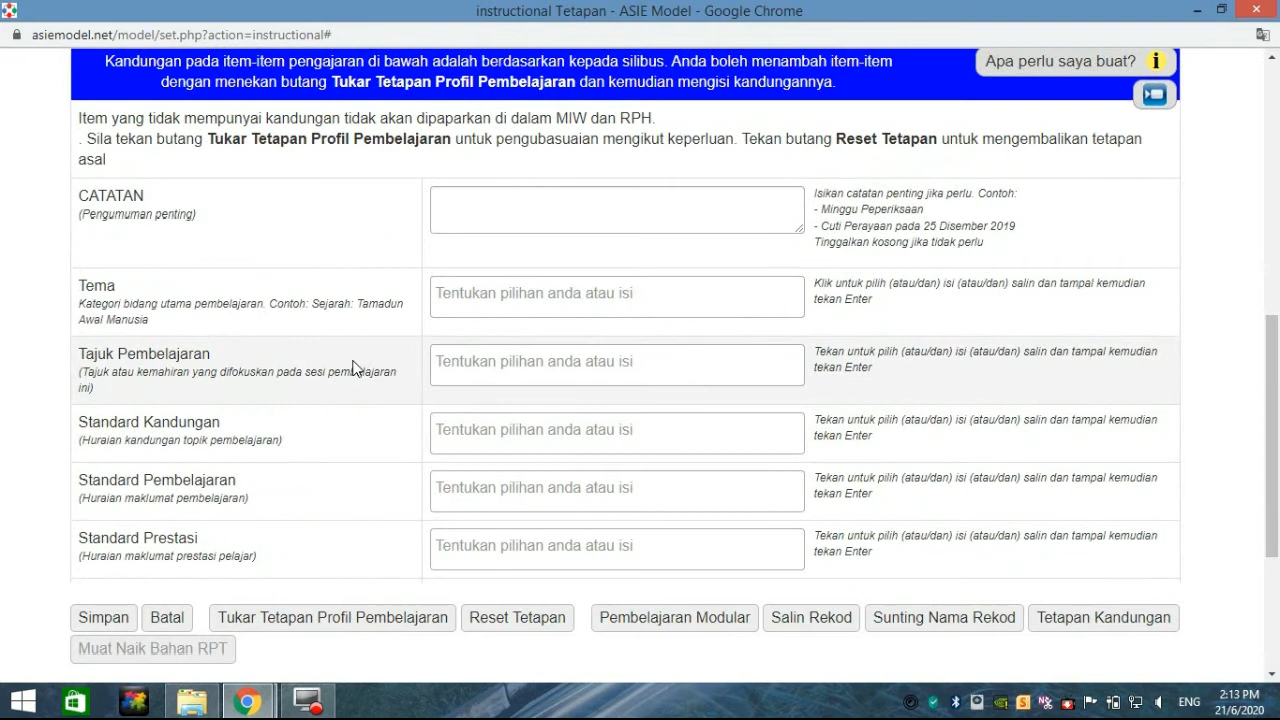 instructional Tetapan - ASIE Model - Google Chrome
asiemodel.net/model/set.php?action=instructional#
Kandungan pada item-item pengajaran di bawah adalah berdasarkan kepada silibus. Anda boleh menambah item-item
dengan menekan butang Tukar Tetapan Profil Pembelajaran dan kemudian mengisi kandungannya.
Apa perlu saya buat? i
Item yang tidak mempunyai kandungan tidak akan dipaparkan di dalam MIW dan RPH.
. Sila tekan butang Tukar Tetapan Profil Pembelajaran untuk pengubasuaian mengikut keperluan. Tekan butang Reset Tetapan untuk mengembalikan tetapan
asal
CATATAN
(Pengumuman penting)
Isikan catatan penting jika perlu. Contoh:
- Minggu Peperiksaan
- Cuti Perayaan pada 25 Disember 2019
Tinggalkan kosong jika tidak perlu
Tema
Kategori bidang utama pembelajaran. Contoh: Sejarah: Tamadun
Awal Manusia
Tentukan pilihan anda atau isi
Klik untuk pilih (atau/dan) isi (atau/dan) salin dan tampal kemudian
tekan Enter
Tajuk Pembelajaran
(Tajuk atau kemahiran yang difokuskan pada sesi pembelajaran
ini)
Tentukan pilihan anda atau isi
Tekan untuk pilih (atau/dan) isi (atau/dan) salin dan tampal kemudian
tekan Enter
Standard Kandungan
(Huraian kandungan topik pembelajaran)
Tentukan pilihan anda atau isi
Tekan untuk pilih (atau/dan) isi (atau/dan) salin dan tampal kemudian
tekan Enter
Standard Pembelajaran
(Huraian maklumat pembelajaran)
Tentukan pilihan anda atau isi
Tekan untuk pilih (atau/dan) isi (atau/dan) salin dan tampal kemudian
tekan Enter
Standard Prestasi
(Huraian maklumat prestasi pelajar)
Tentukan pilihan anda atau isi
Tekan untuk pilih (atau/dan) isi (atau/dan) salin dan tampal kemudian
tekan Enter
Simpan Batal Tukar Tetapan Profil Pembelajaran Reset Tetapan Pembelajaran Modular Salin Rekod Sunting Nama Rekod Tetapan Kandungan
Muat Naik Bahan RPT
ENG
2:13 PM
21/6/2020